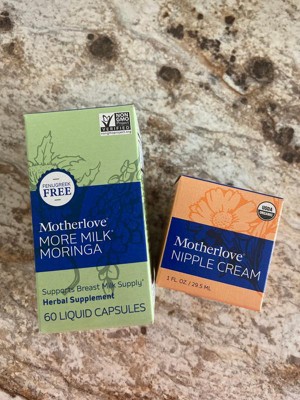 NON
GMO
VERIFIED
FENUGREEK
FREE
Motherlove
MORE MILK
MORINGA
Supports Breast Milk Supply
Herbal Supplement
60 LIQUID CAPSULES
USDA
ORGANIC
Motherlove
NIPPLE CREAM
1 FL OZ / 29.5 ML